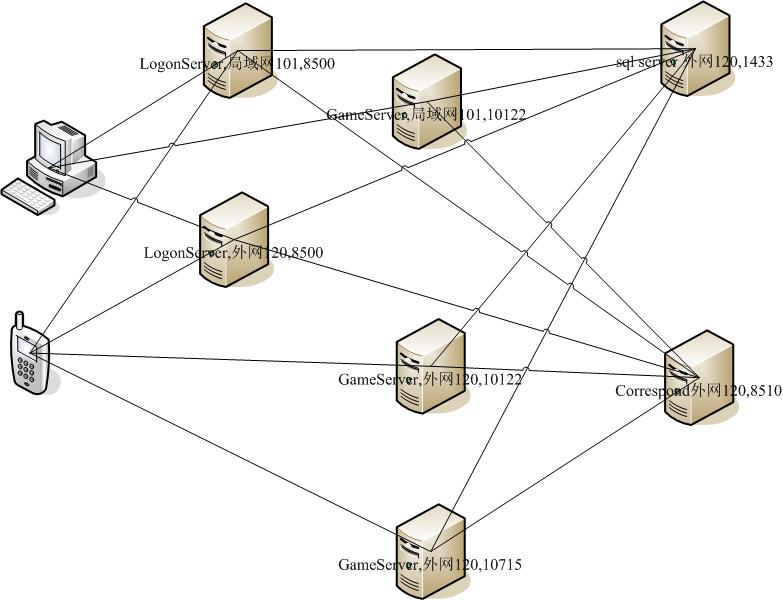 LogonServer,局域网101,8500
sql server 外网120,1433
GameServer,局域网101,10122
LogonServer,外网120,8500
GameServer,外网120,10122
Correspond外网120,8510
GameServer,外网120,10715